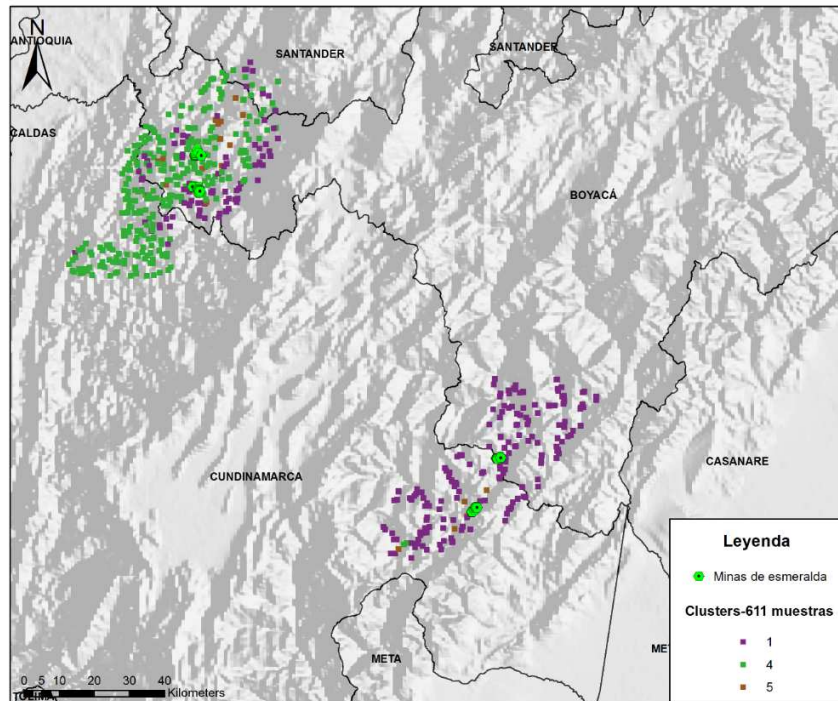 N
ANTIOQUIA
SANTANDER
SANTANDER
CALDAS
BOYACÁ
CUNDINAMARCA
CASANARE
META
Leyenda
Minas de esmeralda
Clusters-611 muestras
1
4
5
0 5 10 20 30 40
Kilometers